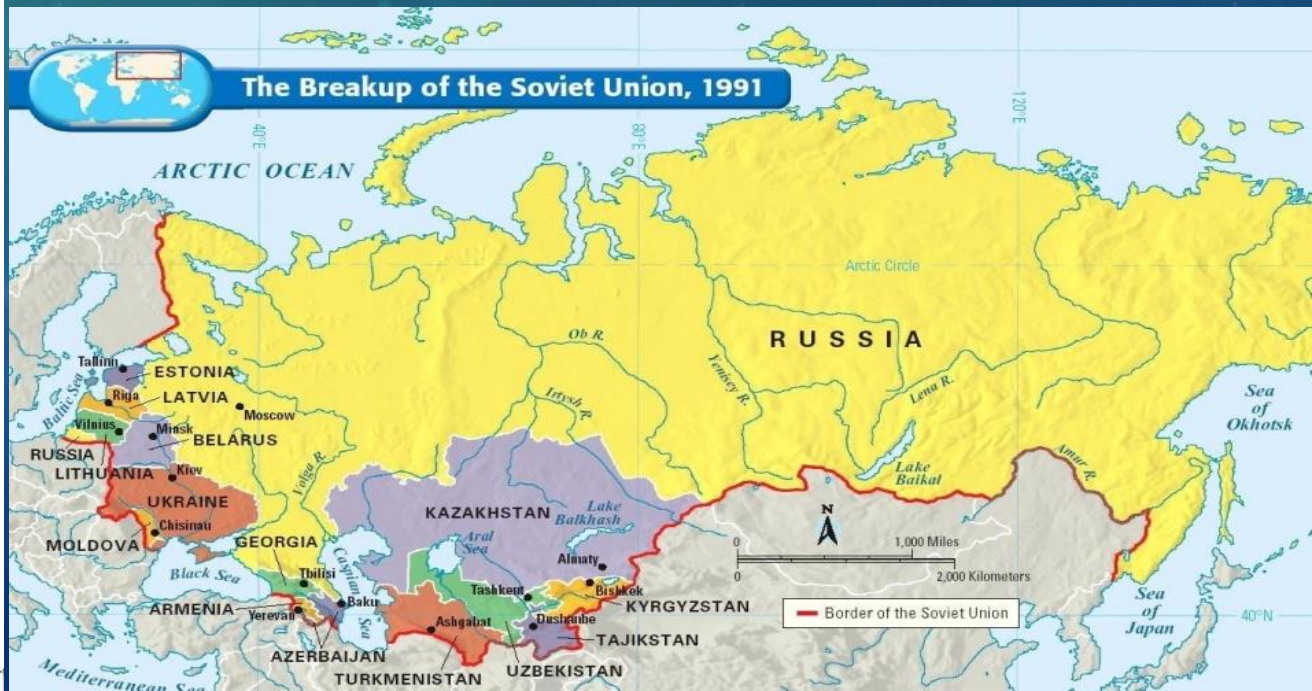 The Breakup of the Soviet Union, 1991
40°E
80°E
120°E
ARCTIC OCEAN
Arctic Circle
RUSSIA
Ob R.
Yenisey R.
Lena R.
Irtysh R.
Tallinn
ESTONIA
Baltic Sea
Riga
LATVIA
Moscow
Vilnius
Minsk
BELARUS
RUSSIA
LITHUANIA
Kiev
Volga R.
UKRAINE
Chisinau
MOLDOVA
KAZAKHSTAN
Lake
Balkhash
Aral
Sea
Almaty
Lake
Baikal
Amur R.
Sea
of
Okhotsk
GEORGIA
Black Sea
Tbilisi
Caspian Sea
Tashkent
Bishkek
KYRGYZSTAN
ARMENIA
Yerevan
Baku
Ashgabat
Dushanbe
TAJIKSTAN
AZERBAIJAN
TURKMENISTAN
UZBEKISTAN
N
0 1,000 Miles
0 2,000 Kilometers
Border of the Soviet Union
40°N
Sea
of
Japan
Mediterranean Sea